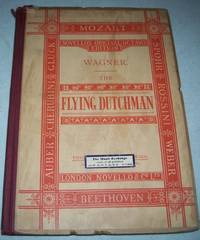 MOZART
NOVELLO'S ORIGINAL OCTAVO
EDITION
WAGNER
THE
FLYING DUTCHMAN
AUBER CHERUBINI GLUCK
SPOHR ROSSINI WEBER
The Music Exchange
LONDON NOVELLO & Co Ltd
BEETHOVEN